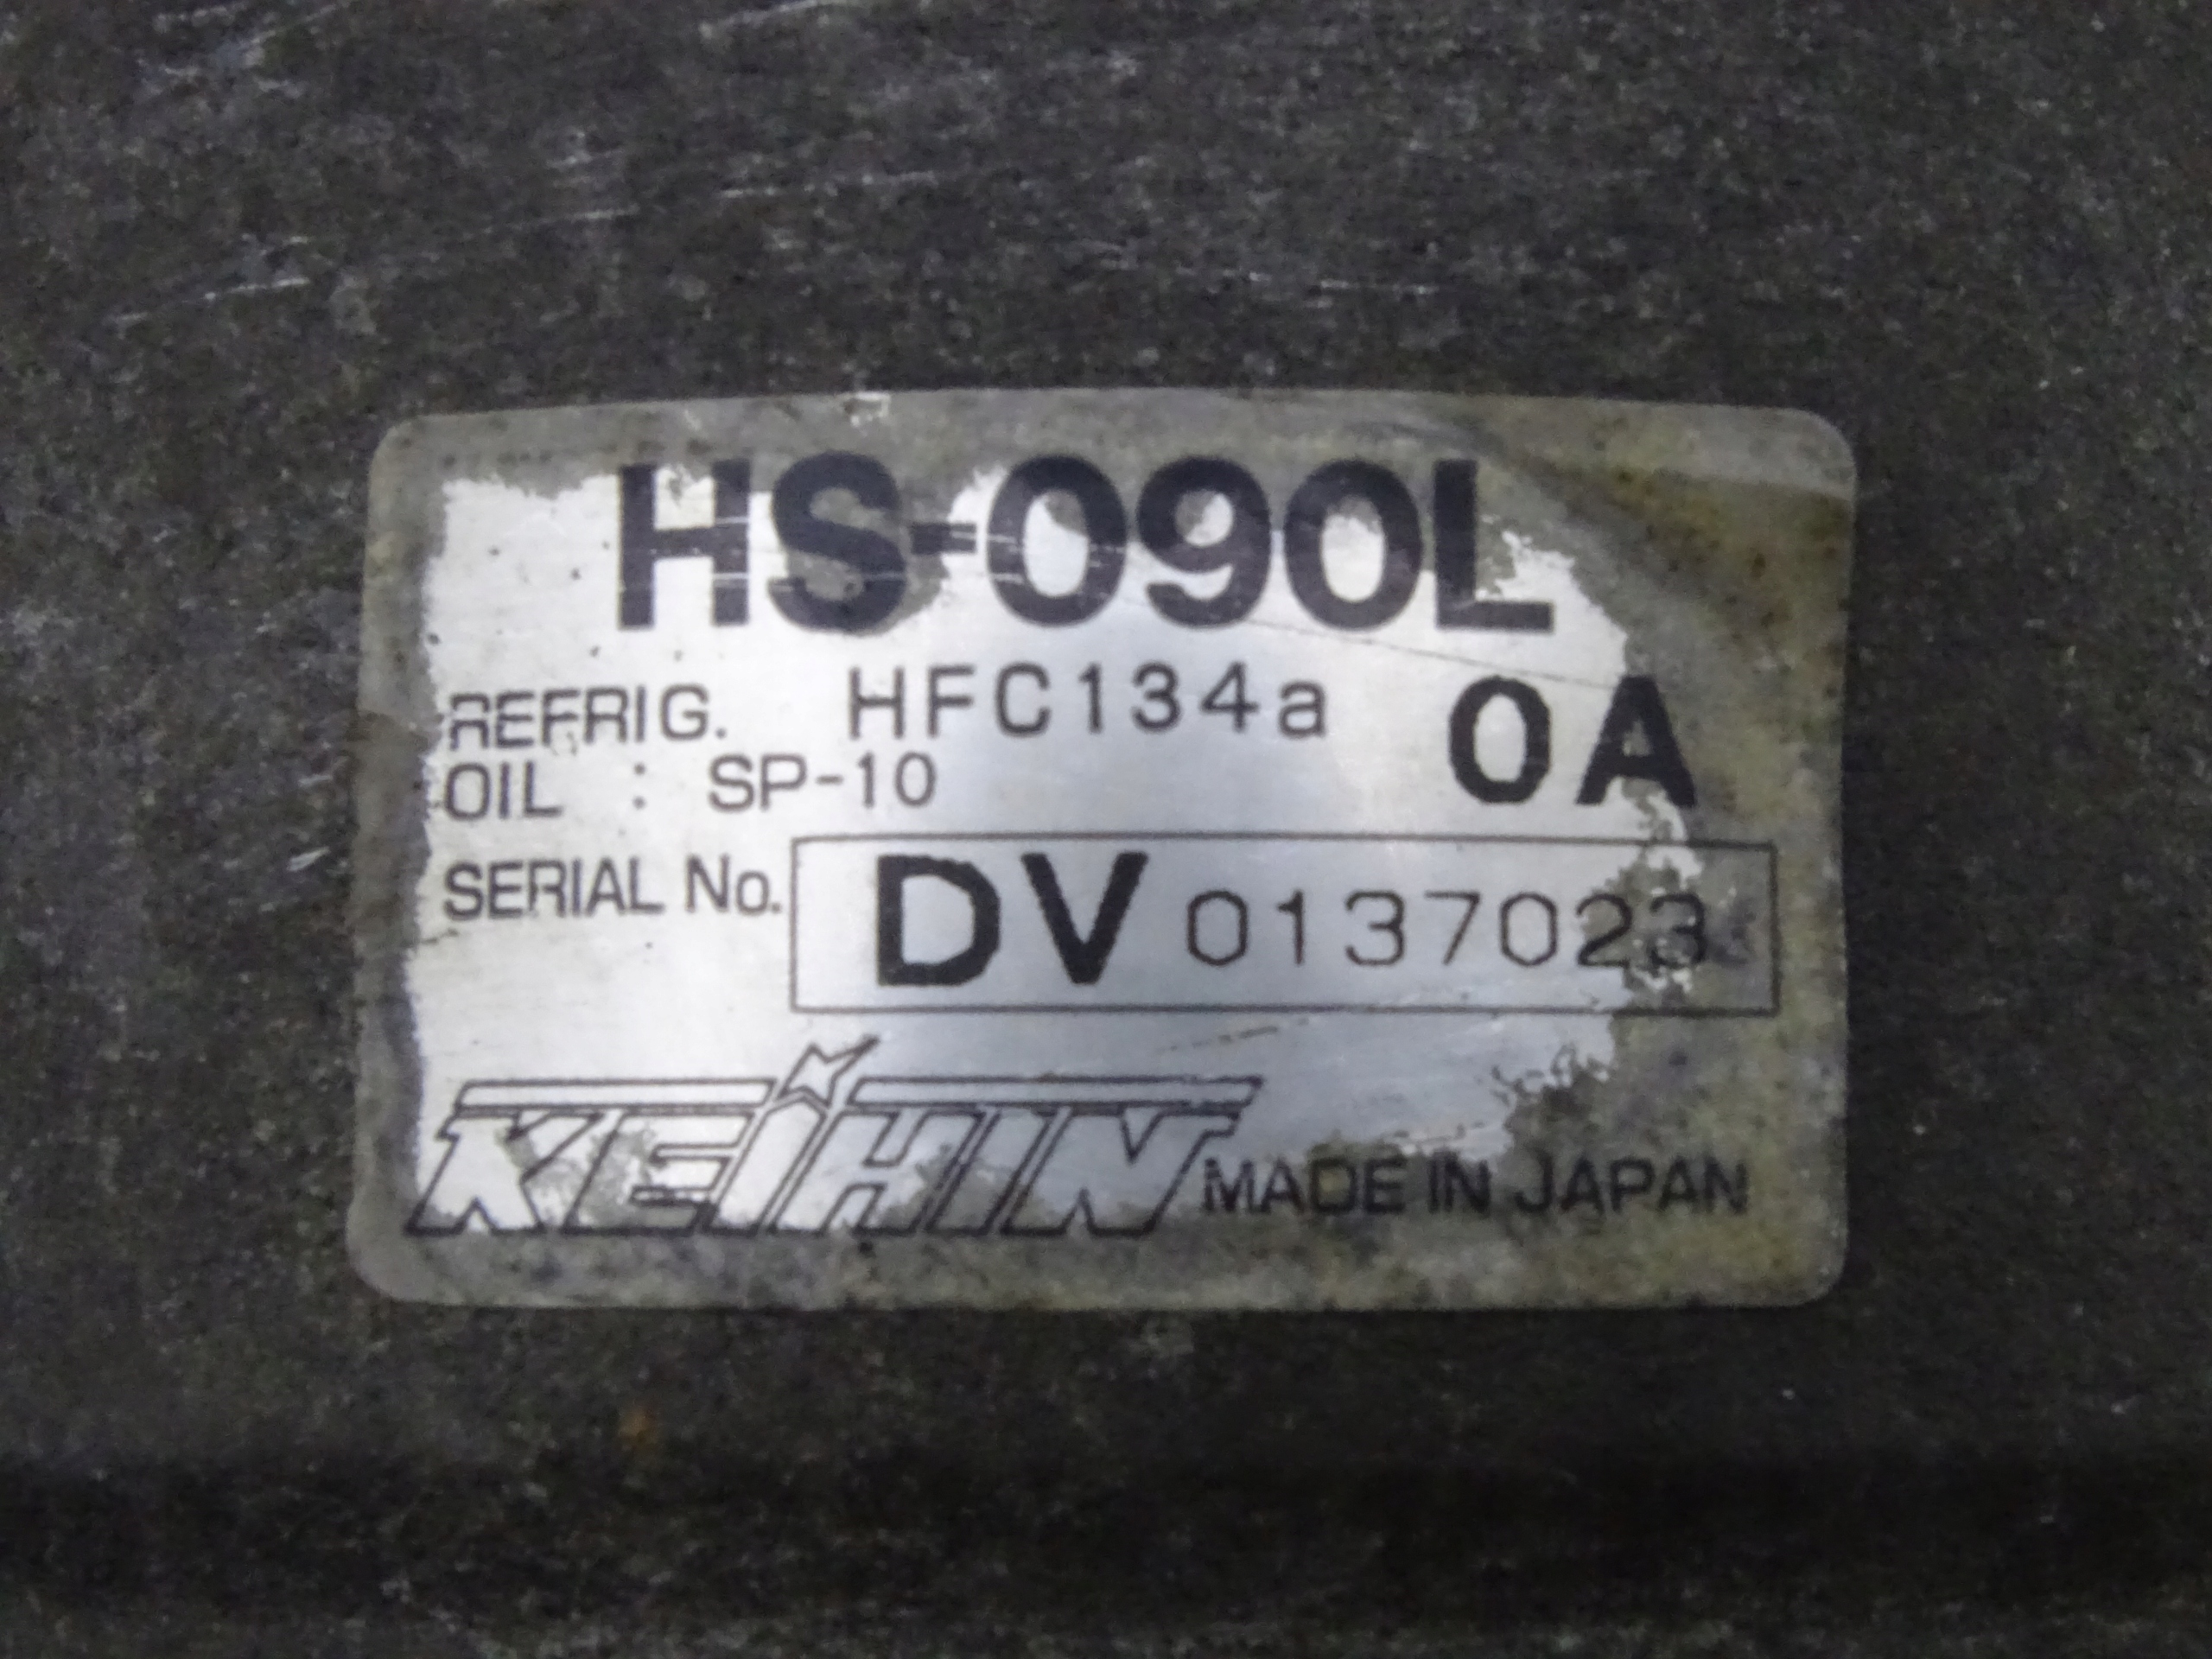 HS-090L
REFRIG. HFC134a 0A
OIL : SP-10
SERIAL No. DV 0137023
KEIHIN MADE IN JAPAN